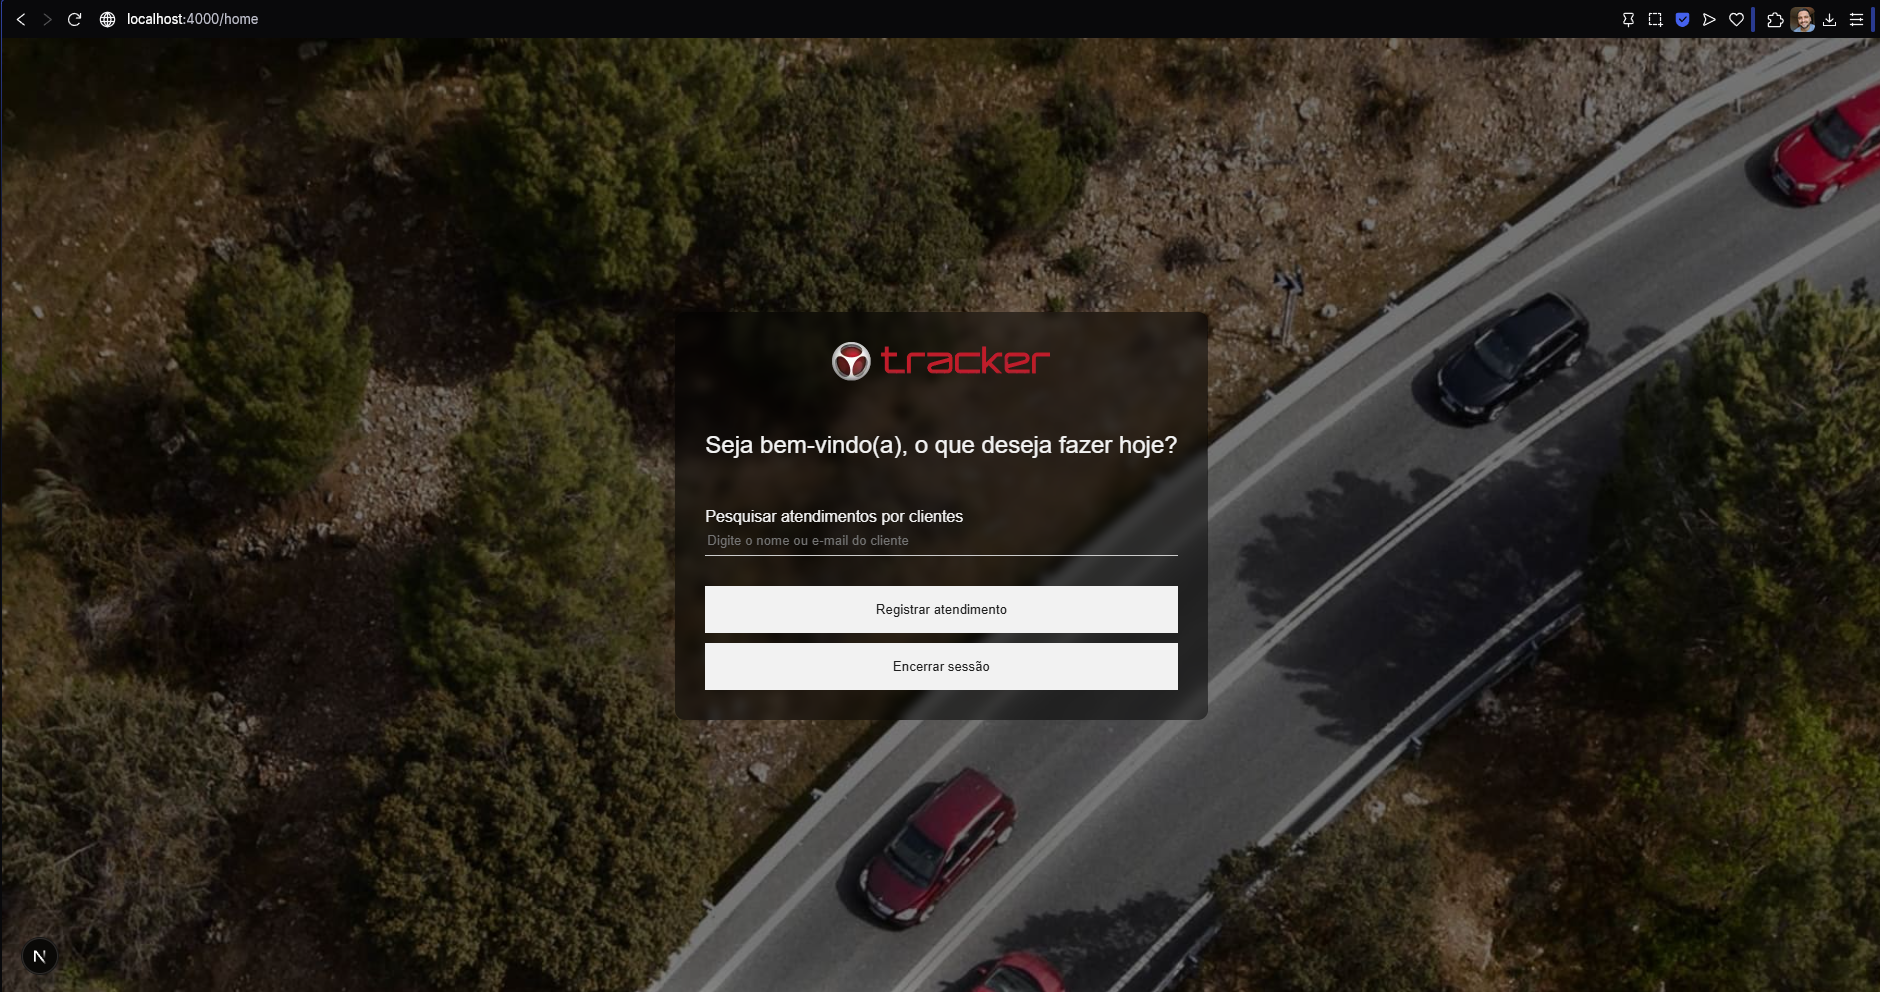 localhost:4000/home
tracker
Seja bem-vindo(a), o que deseja fazer hoje?
Pesquisar atendimentos por clientes
Digite o nome ou e-mail do cliente
Registrar atendimento
Encerrar sessão
N